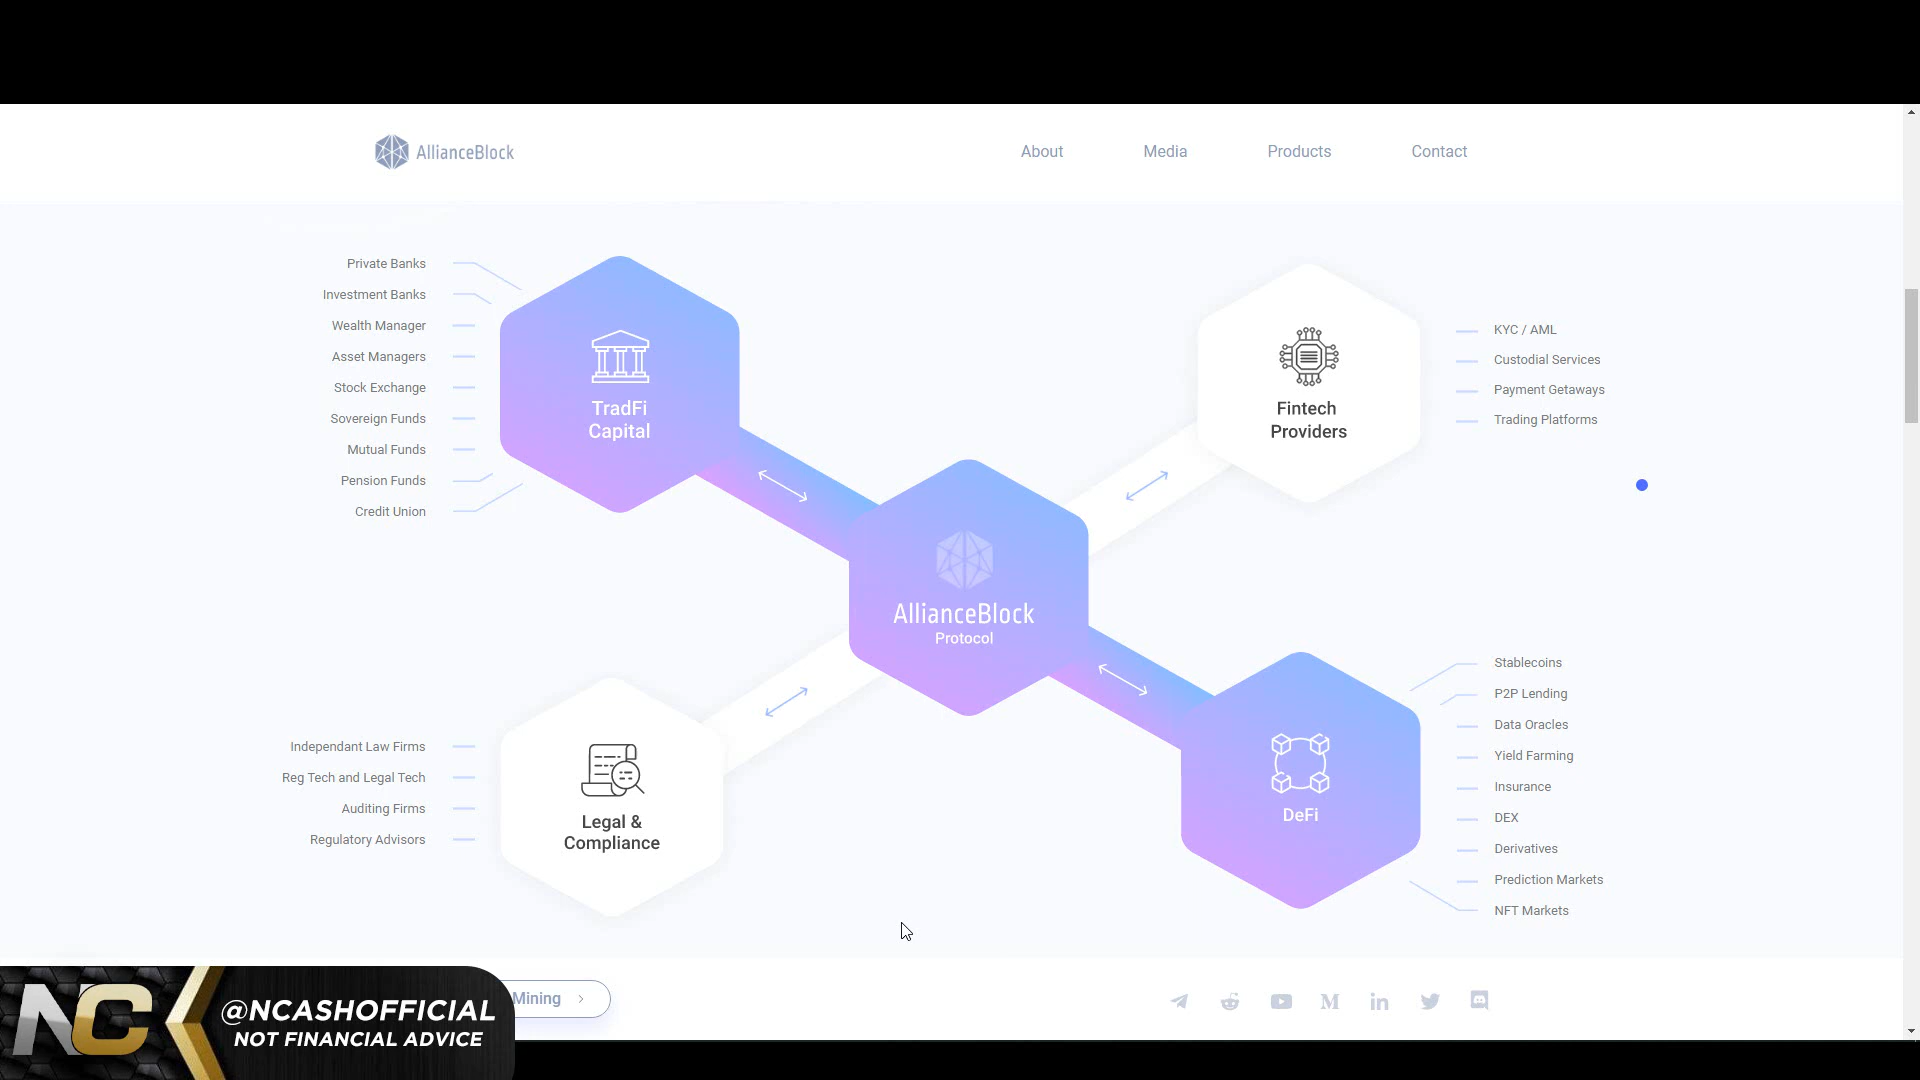 AllianceBlock
About
Media
Products
Contact
Private Banks
Investment Banks
Wealth Manager
Asset Managers
Stock Exchange
Sovereign Funds
Mutual Funds
Pension Funds
Credit Union
TradFi
Capital
Fintech
Providers
KYC / AML
Custodial Services
Payment Getaways
Trading Platforms
AllianceBlock
Protocol
Independant Law Firms
Reg Tech and Legal Tech
Auditing Firms
Regulatory Advisors
Legal &
Compliance
DeFi
Stablecoins
P2P Lending
Data Oracles
Yield Farming
Insurance
DEX
Derivatives
Prediction Markets
NFT Markets
Mining
NC
@NCASHOFFICIAL
NOT FINANCIAL ADVICE